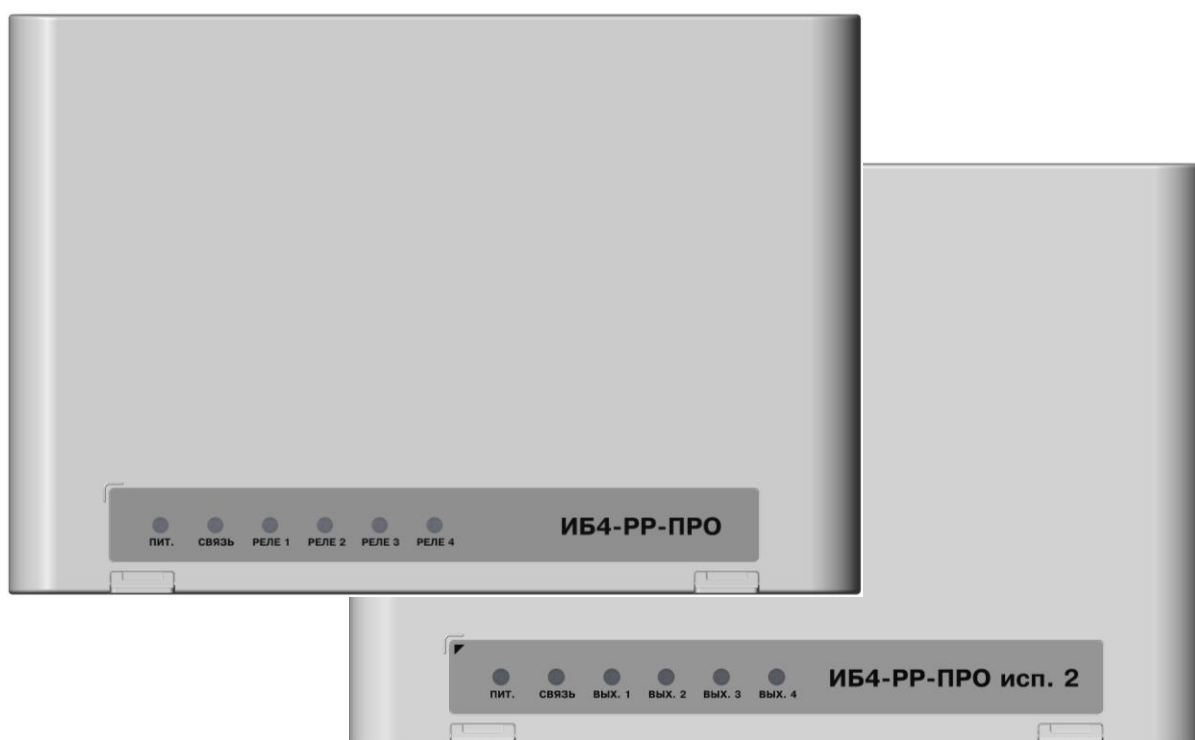 ПИТ. СВЯЗЬ РЕЛЕ 1 РЕЛЕ 2 РЕЛЕ 3 РЕЛЕ 4 ИБ4-РР-ПРО
ПИТ. СВЯЗЬ ВЫХ. 1 ВЫХ. 2 ВЫХ. 3 ВЫХ. 4 ИБ4-РР-ПРО исп. 2